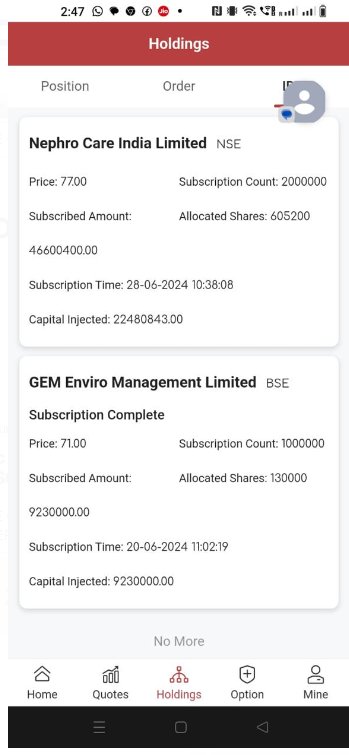 2:47
Holdings
Position Order
Nephro Care India Limited NSE
Price: 77.00 Subscription Count: 2000000
Subscribed Amount: Allocated Shares: 605200
46600400.00
Subscription Time: 28-06-2024 10:38:08
Capital Injected: 22480843.00
GEM Enviro Management Limited BSE
Subscription Complete
Price: 71.00 Subscription Count: 1000000
Subscribed Amount: Allocated Shares: 130000
9230000.00
Subscription Time: 20-06-2024 11:02:19
Capital Injected: 9230000.00
No More
Home Quotes Holdings Option Mine